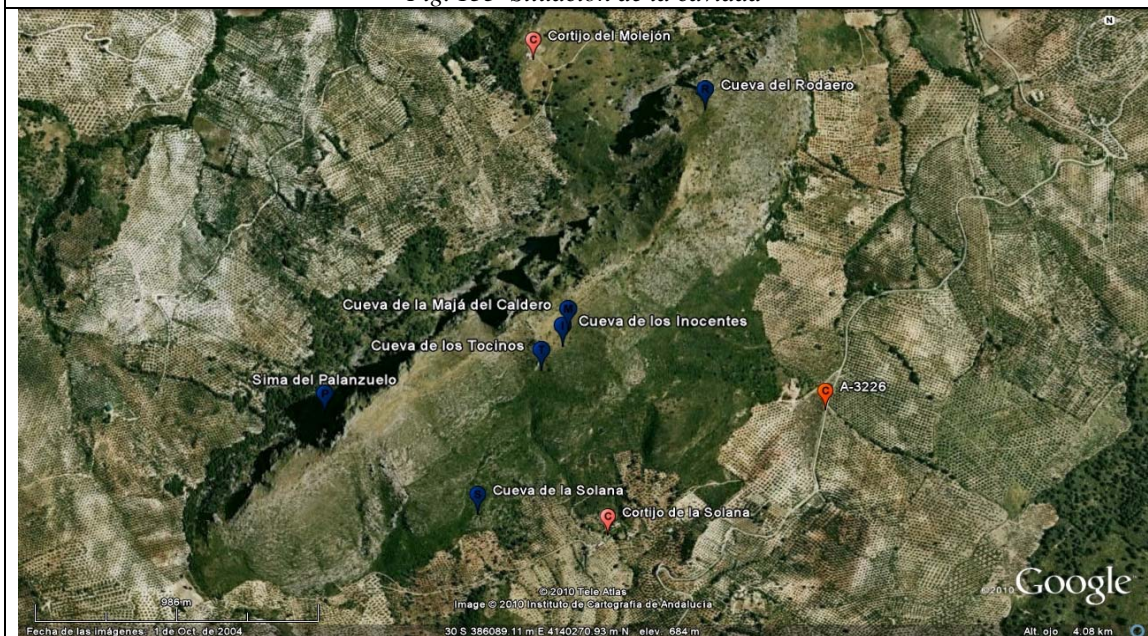 N
C Cortijo del Molejón
R Cueva del Rodaero
Cueva de la Majá del Caldero M
I Cueva de los Inocentes
Cueva de los Tocinos T
Sima del Palanzuelo
P
C A-3226
S Cueva de la Solana
C Cortijo de la Solana
© 2010 Tele Atlas
Image © 2010 Instituto de Cartografía de Andalucía
©2010 Google
986 m
Fecha de las imágenes 1 de Oct. de 2004
30 S 386089.11 m E 4140270.93 m N elev. 684 m
Alt. ojo 4.08 km